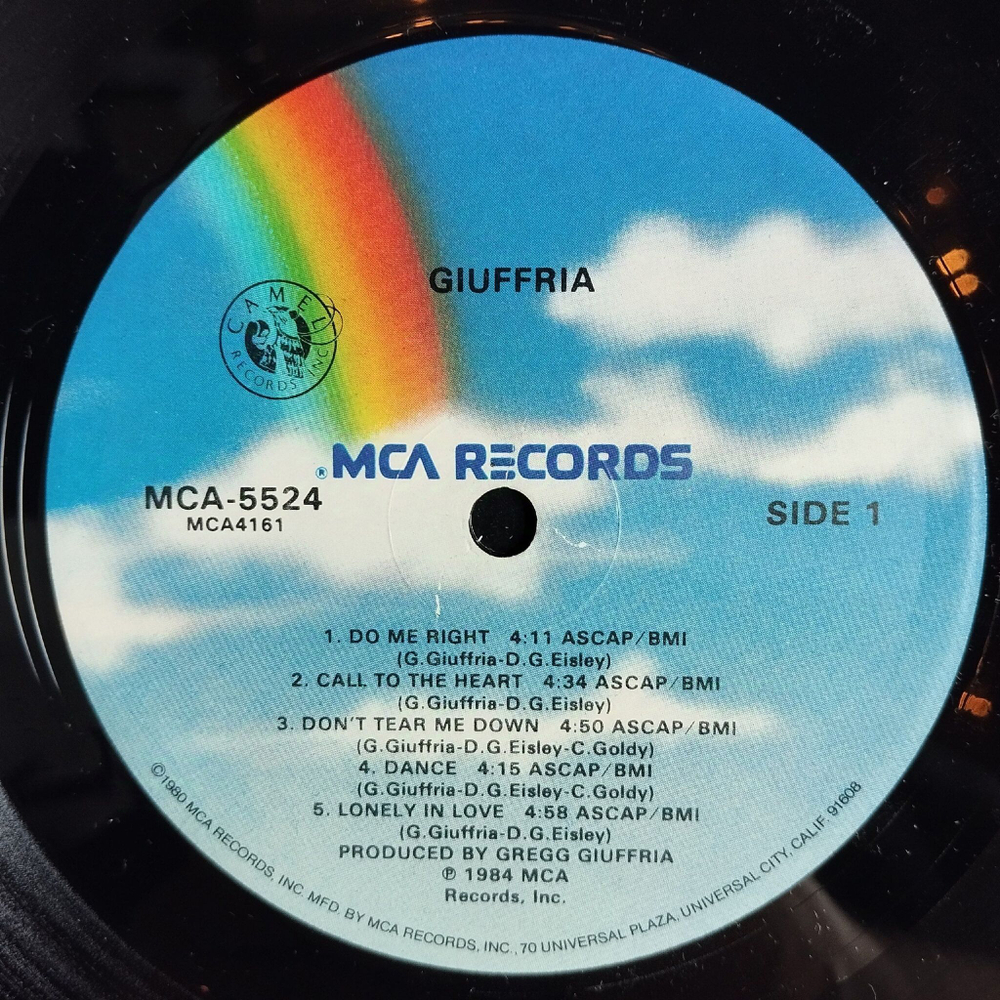 GIUFFRIA
CAMEL
RECORDS INC
® MCA RECORDS
MCA-5524
MCA4161
SIDE 1
1. DO ME RIGHT 4:11 ASCAP/BMI
(G.Giuffria-D.G.Eisley)
2. CALL TO THE HEART 4:34 ASCAP/BMI
(G.Giuffria-D.G.Eisley)
3. DON'T TEAR ME DOWN 4:50 ASCAP/BMI
(G.Giuffria-D.G.Eisley-C.Goldy)
4. DANCE 4:15 ASCAP/BMI
(G.Giuffria-D.G.Eisley-C.Goldy)
5. LONELY IN LOVE 4:58 ASCAP/BMI
(G.Giuffria-D.G.Eisley)
PRODUCED BY GREGG GIUFFRIA
℗ 1984 MCA
Records, Inc.
©1980 MCA RECORDS, INC. MFD. BY MCA RECORDS, INC., 70 UNIVERSAL PLAZA, UNIVERSAL CITY, CALIF. 91608